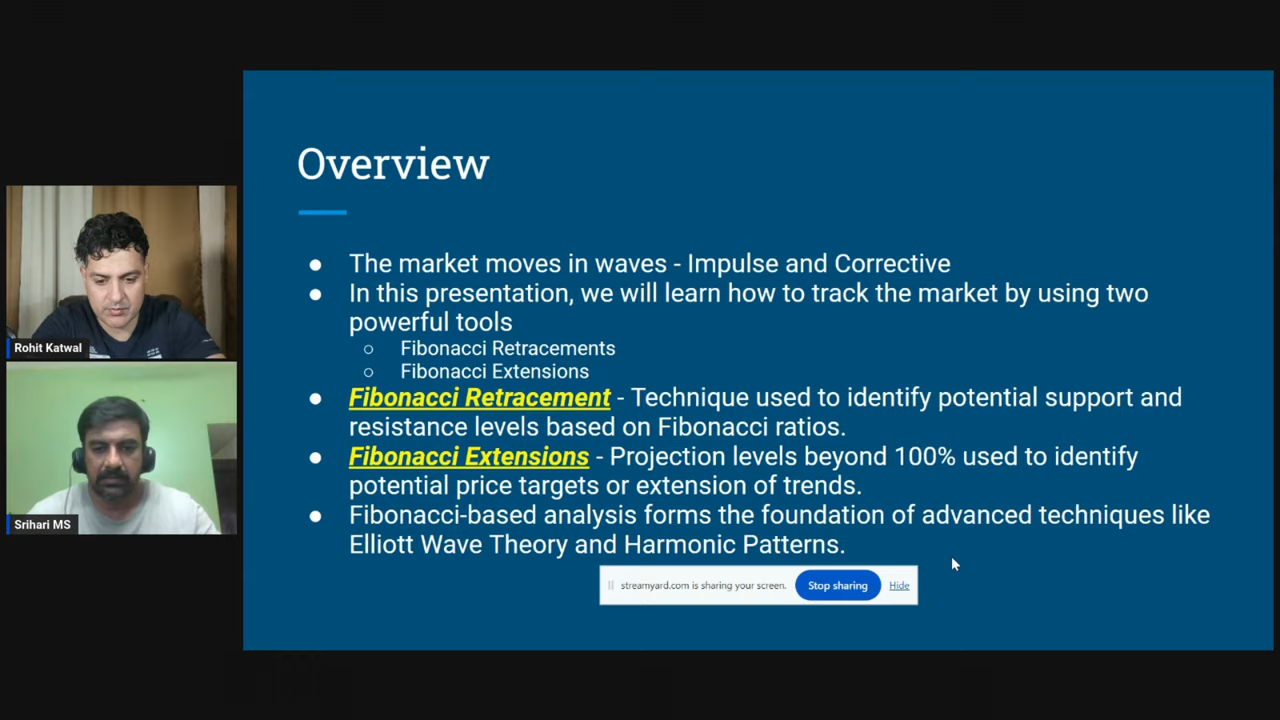 Overview
● The market moves in waves - Impulse and Corrective
● In this presentation, we will learn how to track the market by using two
powerful tools
○ Fibonacci Retracements
○ Fibonacci Extensions
● Fibonacci Retracement - Technique used to identify potential support and
resistance levels based on Fibonacci ratios.
● Fibonacci Extensions - Projection levels beyond 100% used to identify
potential price targets or extension of trends.
● Fibonacci-based analysis forms the foundation of advanced techniques like
Elliott Wave Theory and Harmonic Patterns.
streamyard.com is sharing your screen. Stop sharing Hide
Rohit Katwal
Srihari MS